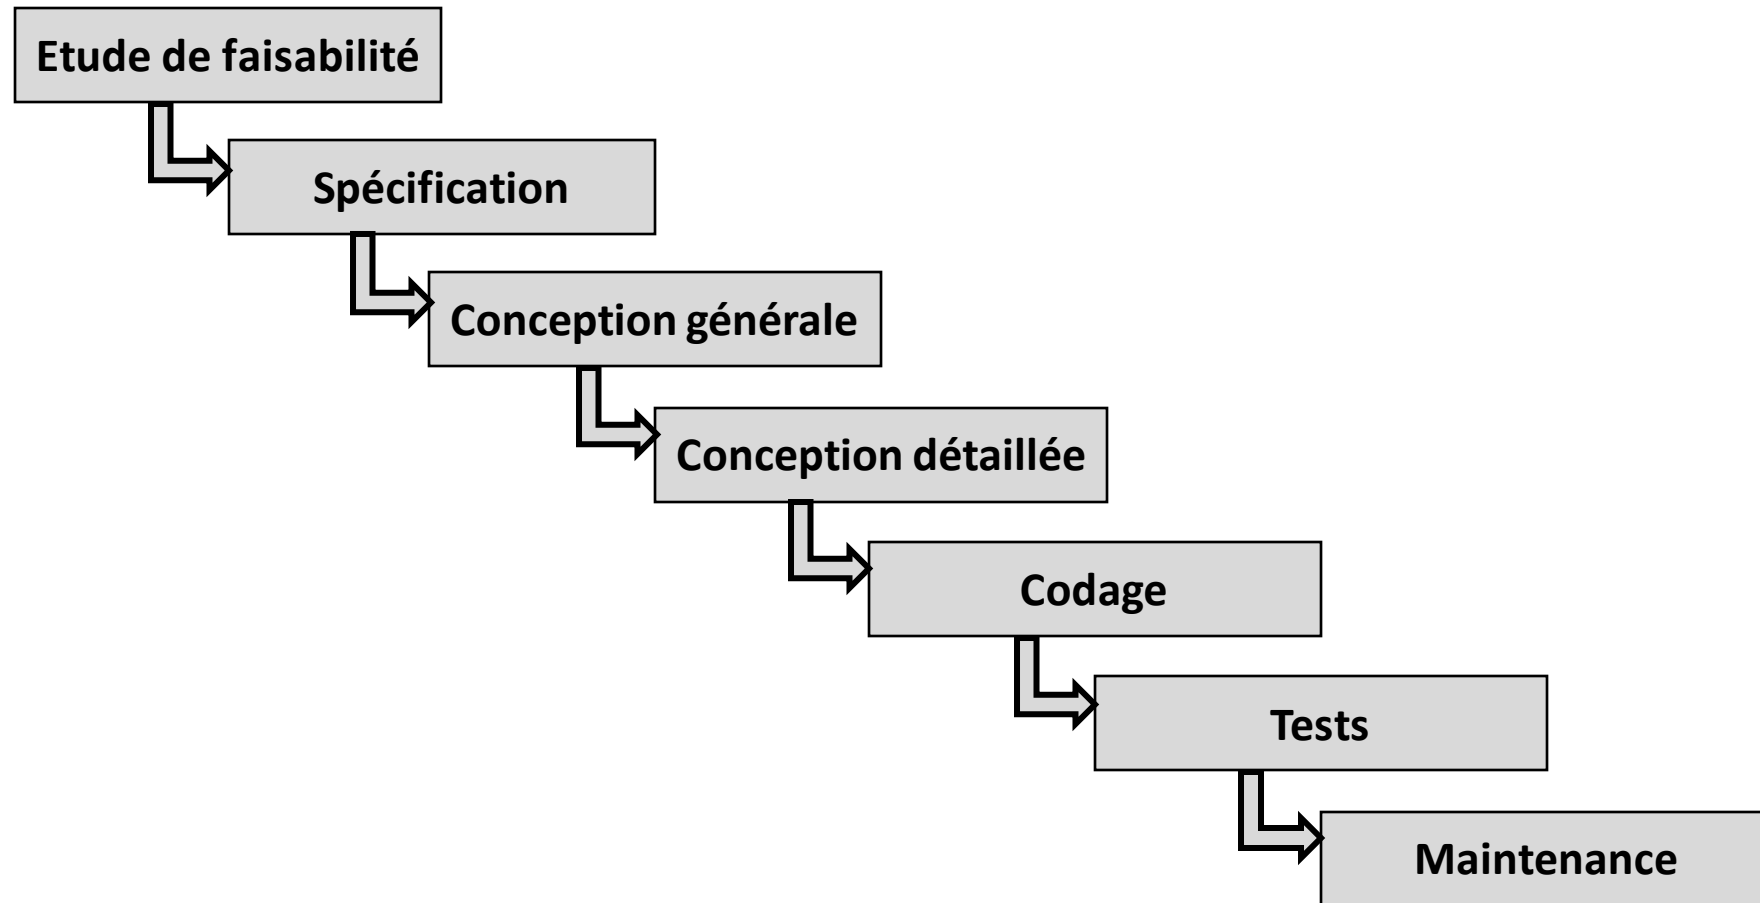 Etude de faisabilité
Spécification
Conception générale
Conception détaillée
Codage
Tests
Maintenance